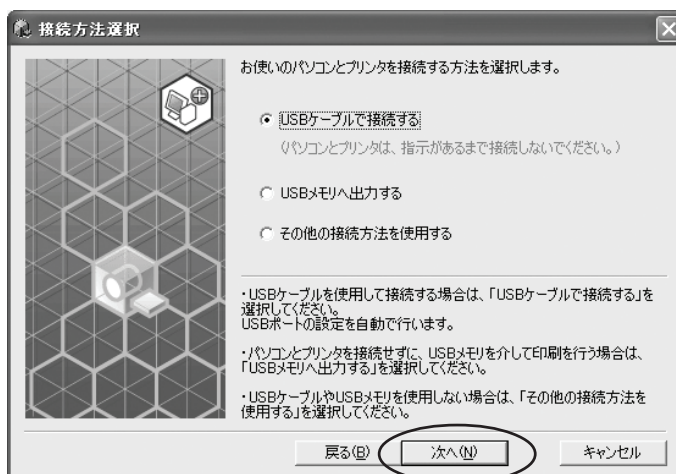 接続方法選択
お使いのパソコンとプリンタを接続する方法を選択します。
USBケーブルで接続する
(パソコンとプリンタは、指示があるまで接続しないでください。)
USBメモリへ出力する
その他の接続方法を使用する
・USBケーブルを使用して接続する場合は、「USBケーブルで接続する」を
選択してください。
USBポートの設定を自動で行います。
・パソコンとプリンタを接続せずに、USBメモリを介して印刷を行う場合は、
「USBメモリへ出力する」を選択してください。
・USBケーブルやUSBメモリを使用しない場合は、「その他の接続方法を
使用する」を選択してください。
戻る(B) 次へ(N) キャンセル